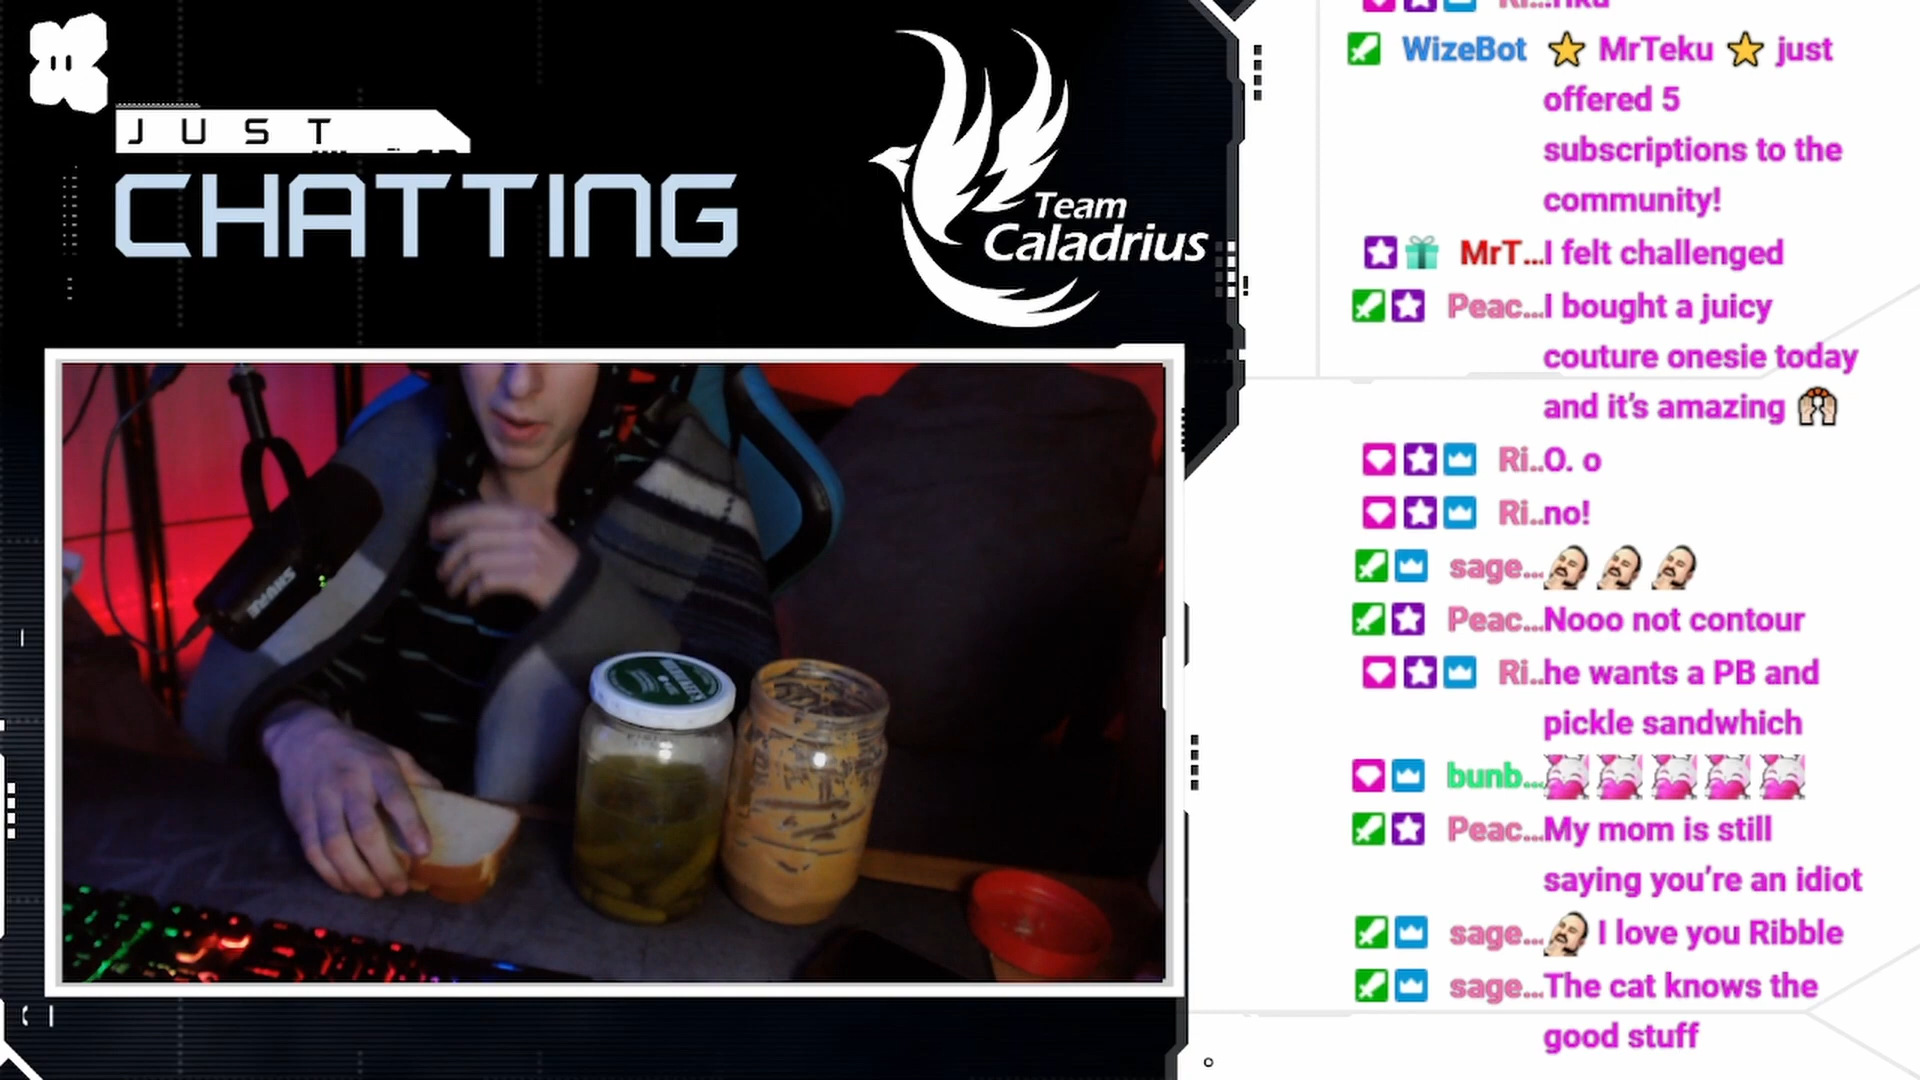 JUST
CHATTING
Team
Caladrius
WizeBot ⭐ MrTeku ⭐ just
offered 5
subscriptions to the
community!
MrT...I felt challenged
Peac...I bought a juicy
couture onesie today
and it's amazing 🙌
Ri...O. o
Ri...no!
sage...
Peac...Nooo not contour
Ri...he wants a PB and
pickle sandwhich
bunb...
Peac...My mom is still
saying you're an idiot
sage... I love you Ribble
sage...The cat knows the
good stuff
SHURE